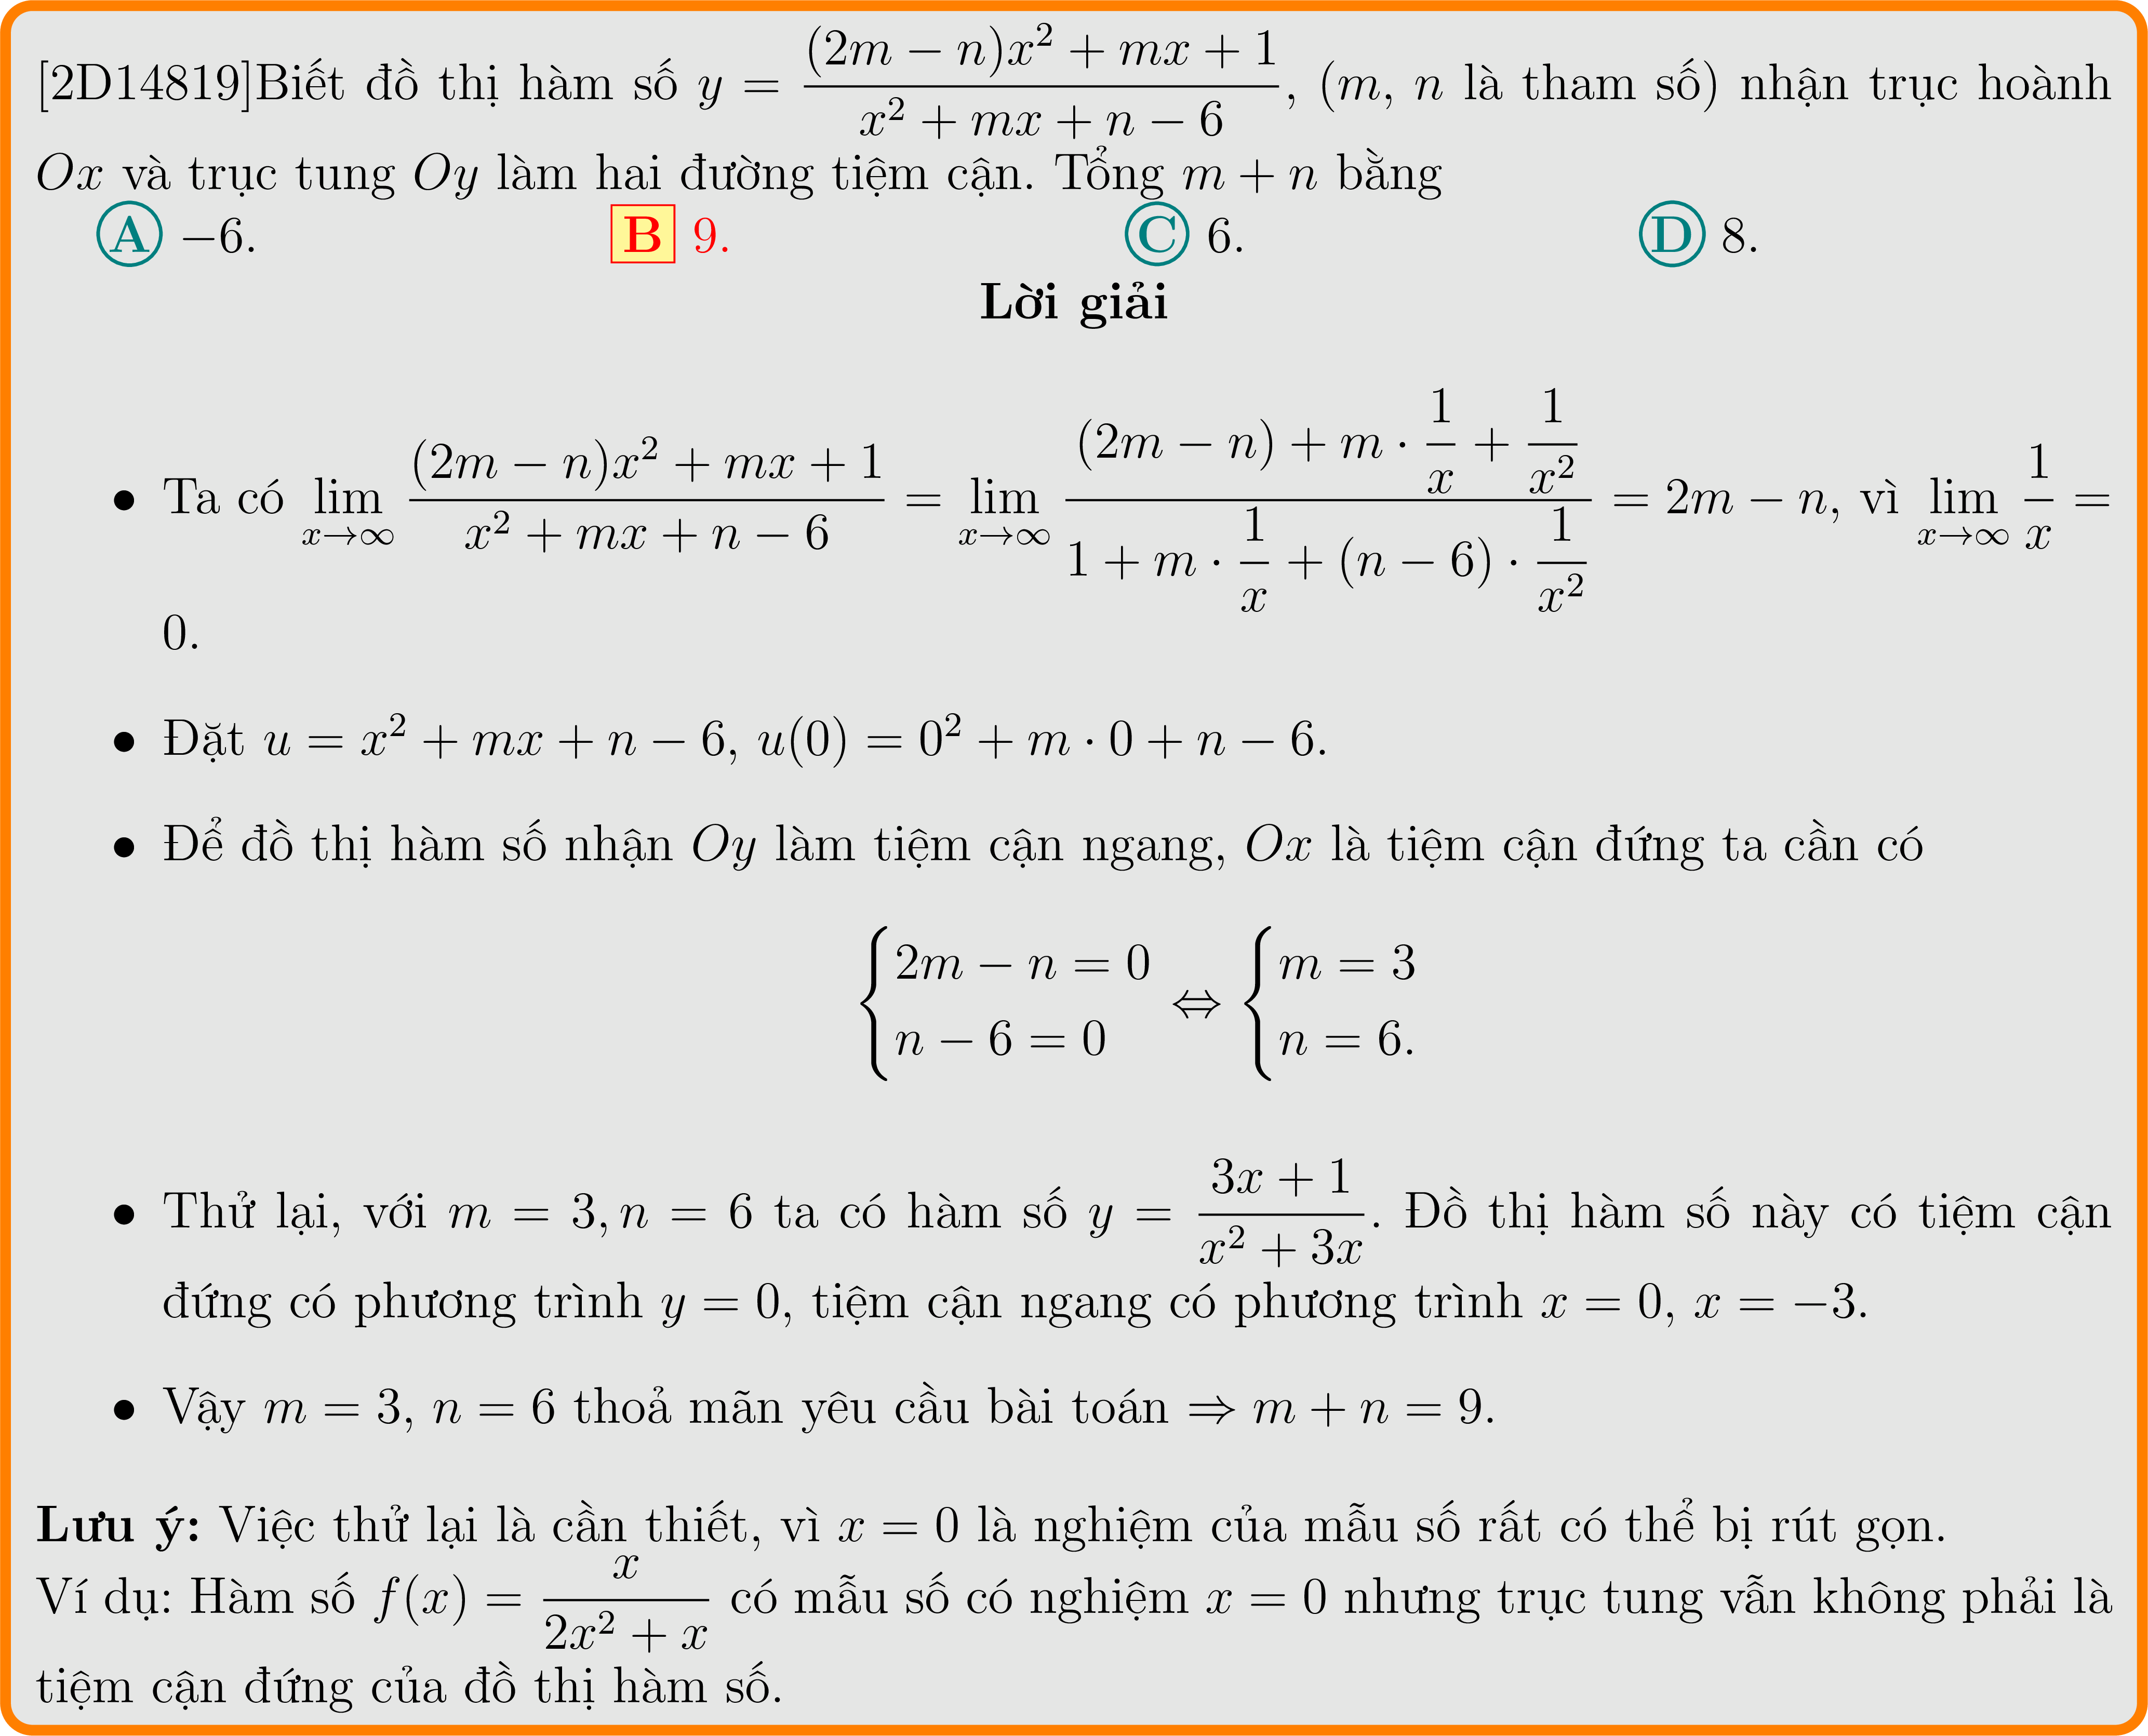 [2D14819]Biết đồ thị hàm số $y = \dfrac{(2m-n)x^2+mx+1}{x^2+mx+n-6}$, ($m$, $n$ là tham số) nhận trục hoành
$Ox$ và trục tung $Oy$ làm hai đường tiệm cận. Tổng $m+n$ bằng
A −6. B 9. C 6. D 8.
Lời giải
• Ta có $\lim\limits_{x\to\infty} \dfrac{(2m-n)x^2+mx+1}{x^2+mx+n-6} = \lim\limits_{x\to\infty} \dfrac{(2m-n)+m\cdot\dfrac{1}{x}+\dfrac{1}{x^2}}{1+m\cdot\dfrac{1}{x}+(n-6)\cdot\dfrac{1}{x^2}} = 2m-n$, vì $\lim\limits_{x\to\infty}\dfrac{1}{x} =$
0.
• Đặt $u = x^2+mx+n-6$, $u(0) = 0^2+m\cdot 0+n-6$.
• Để đồ thị hàm số nhận $Oy$ làm tiệm cận ngang, $Ox$ là tiệm cận đứng ta cần có
$\begin{cases}2m-n=0\\n-6=0\end{cases} \Leftrightarrow \begin{cases}m=3\\n=6.\end{cases}$
• Thử lại, với $m=3, n=6$ ta có hàm số $y = \dfrac{3x+1}{x^2+3x}$. Đồ thị hàm số này có tiệm cận
đứng có phương trình $y=0$, tiệm cận ngang có phương trình $x=0$, $x=-3$.
• Vậy $m=3$, $n=6$ thoả mãn yêu cầu bài toán $\Rightarrow m+n=9$.
Lưu ý: Việc thử lại là cần thiết, vì $x=0$ là nghiệm của mẫu số rất có thể bị rút gọn.
Ví dụ: Hàm số $f(x) = \dfrac{x}{2x^2+x}$ có mẫu số có nghiệm $x=0$ nhưng trục tung vẫn không phải là
tiệm cận đứng của đồ thị hàm số.